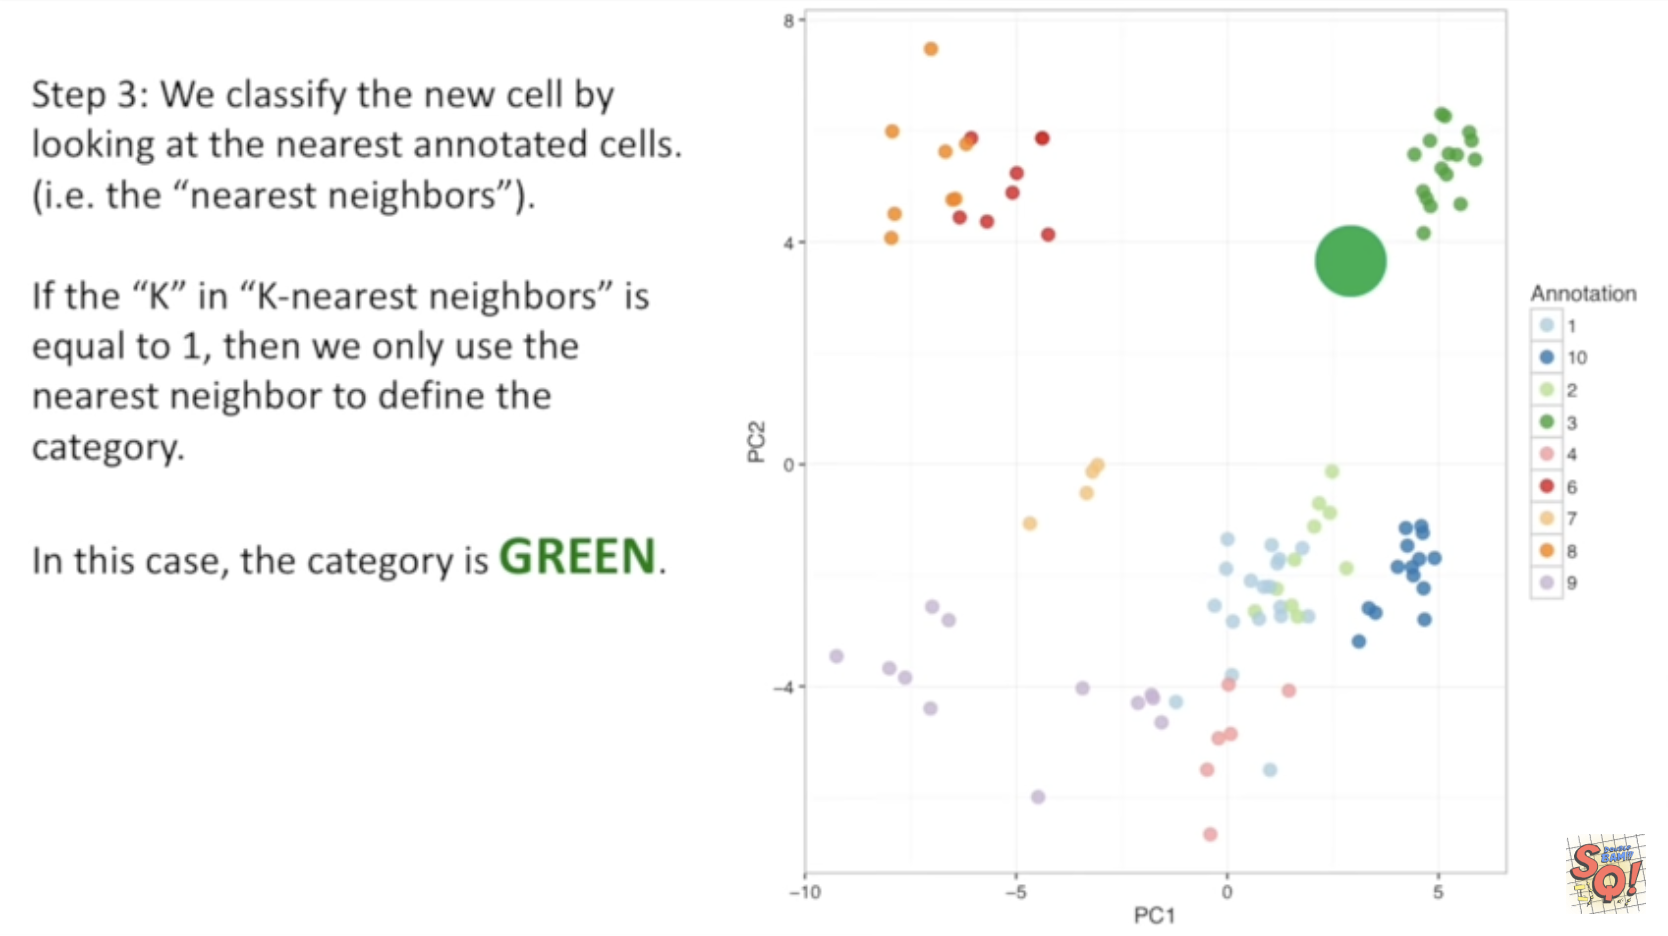 Step 3: We classify the new cell by
looking at the nearest annotated cells.
(i.e. the “nearest neighbors”).
If the “K” in “K-nearest neighbors” is
equal to 1, then we only use the
nearest neighbor to define the
category.
In this case, the category is GREEN.
8
4
0
−4
PC2
−10
−5
0
5
PC1
Annotation
1
10
2
3
4
6
7
8
9
DOUBLE
BAM!!
SQ!